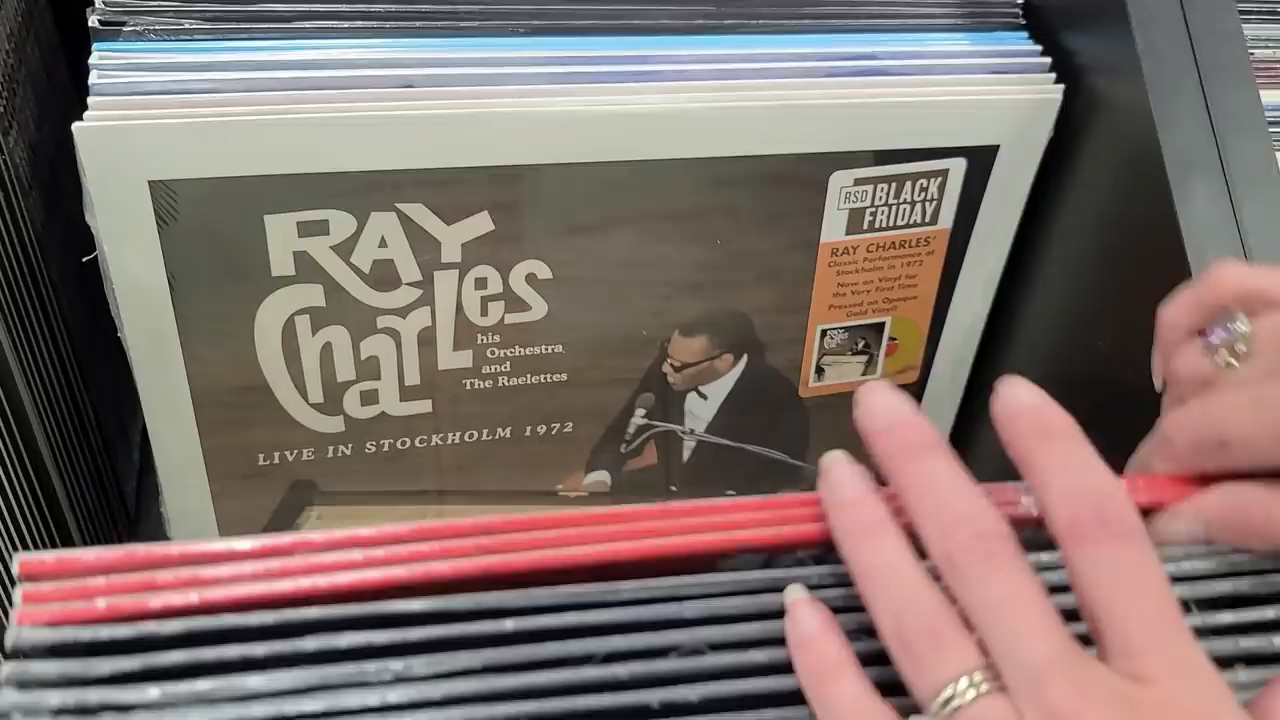 RAY
CHARLES
his
Orchestra,
and
The Raelettes
LIVE IN STOCKHOLM 1972
RSD BLACK
FRIDAY
RAY CHARLES'
Classic Performance at
Stockholm in 1972
Now on Vinyl for
the Very First Time
Pressed on Opaque
Gold Vinyl!